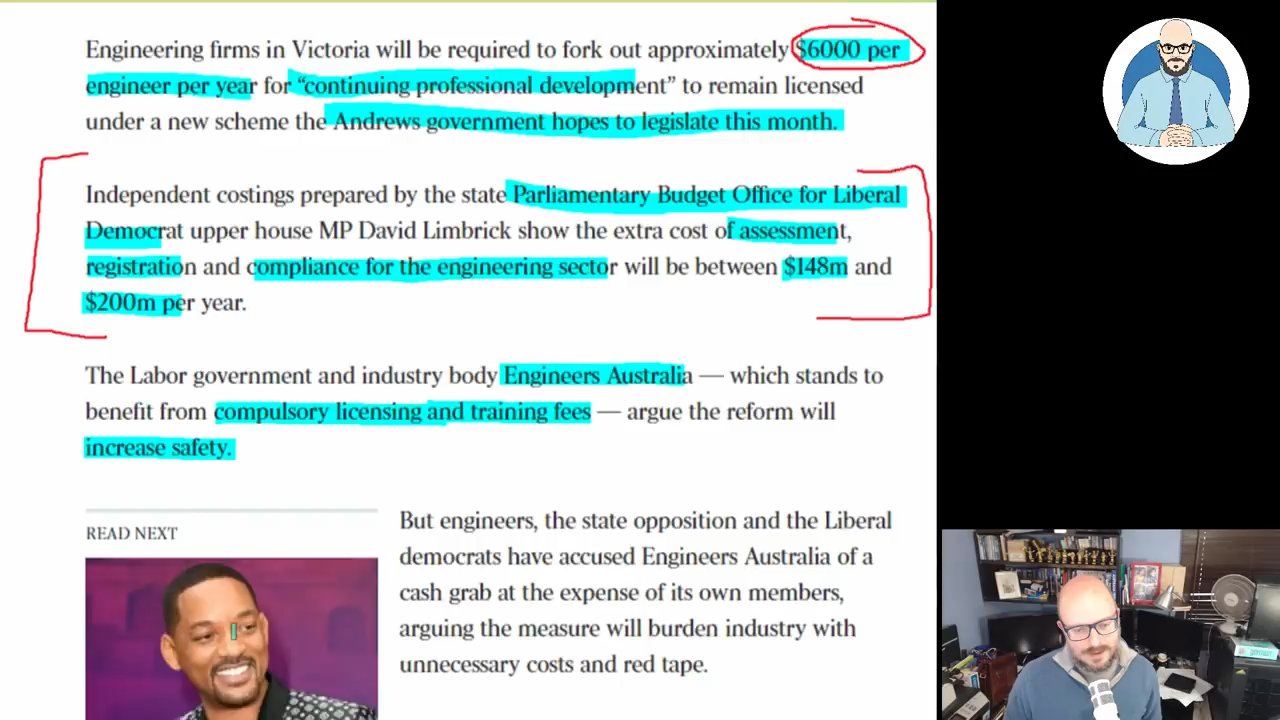 Engineering firms in Victoria will be required to fork out approximately $6000 per
engineer per year for “continuing professional development” to remain licensed
under a new scheme the Andrews government hopes to legislate this month.
Independent costings prepared by the state Parliamentary Budget Office for Liberal
Democrat upper house MP David Limbrick show the extra cost of assessment,
registration and compliance for the engineering sector will be between $148m and
$200m per year.
The Labor government and industry body Engineers Australia — which stands to
benefit from compulsory licensing and training fees — argue the reform will
increase safety.
READ NEXT
But engineers, the state opposition and the Liberal
democrats have accused Engineers Australia of a
cash grab at the expense of its own members,
arguing the measure will burden industry with
unnecessary costs and red tape.